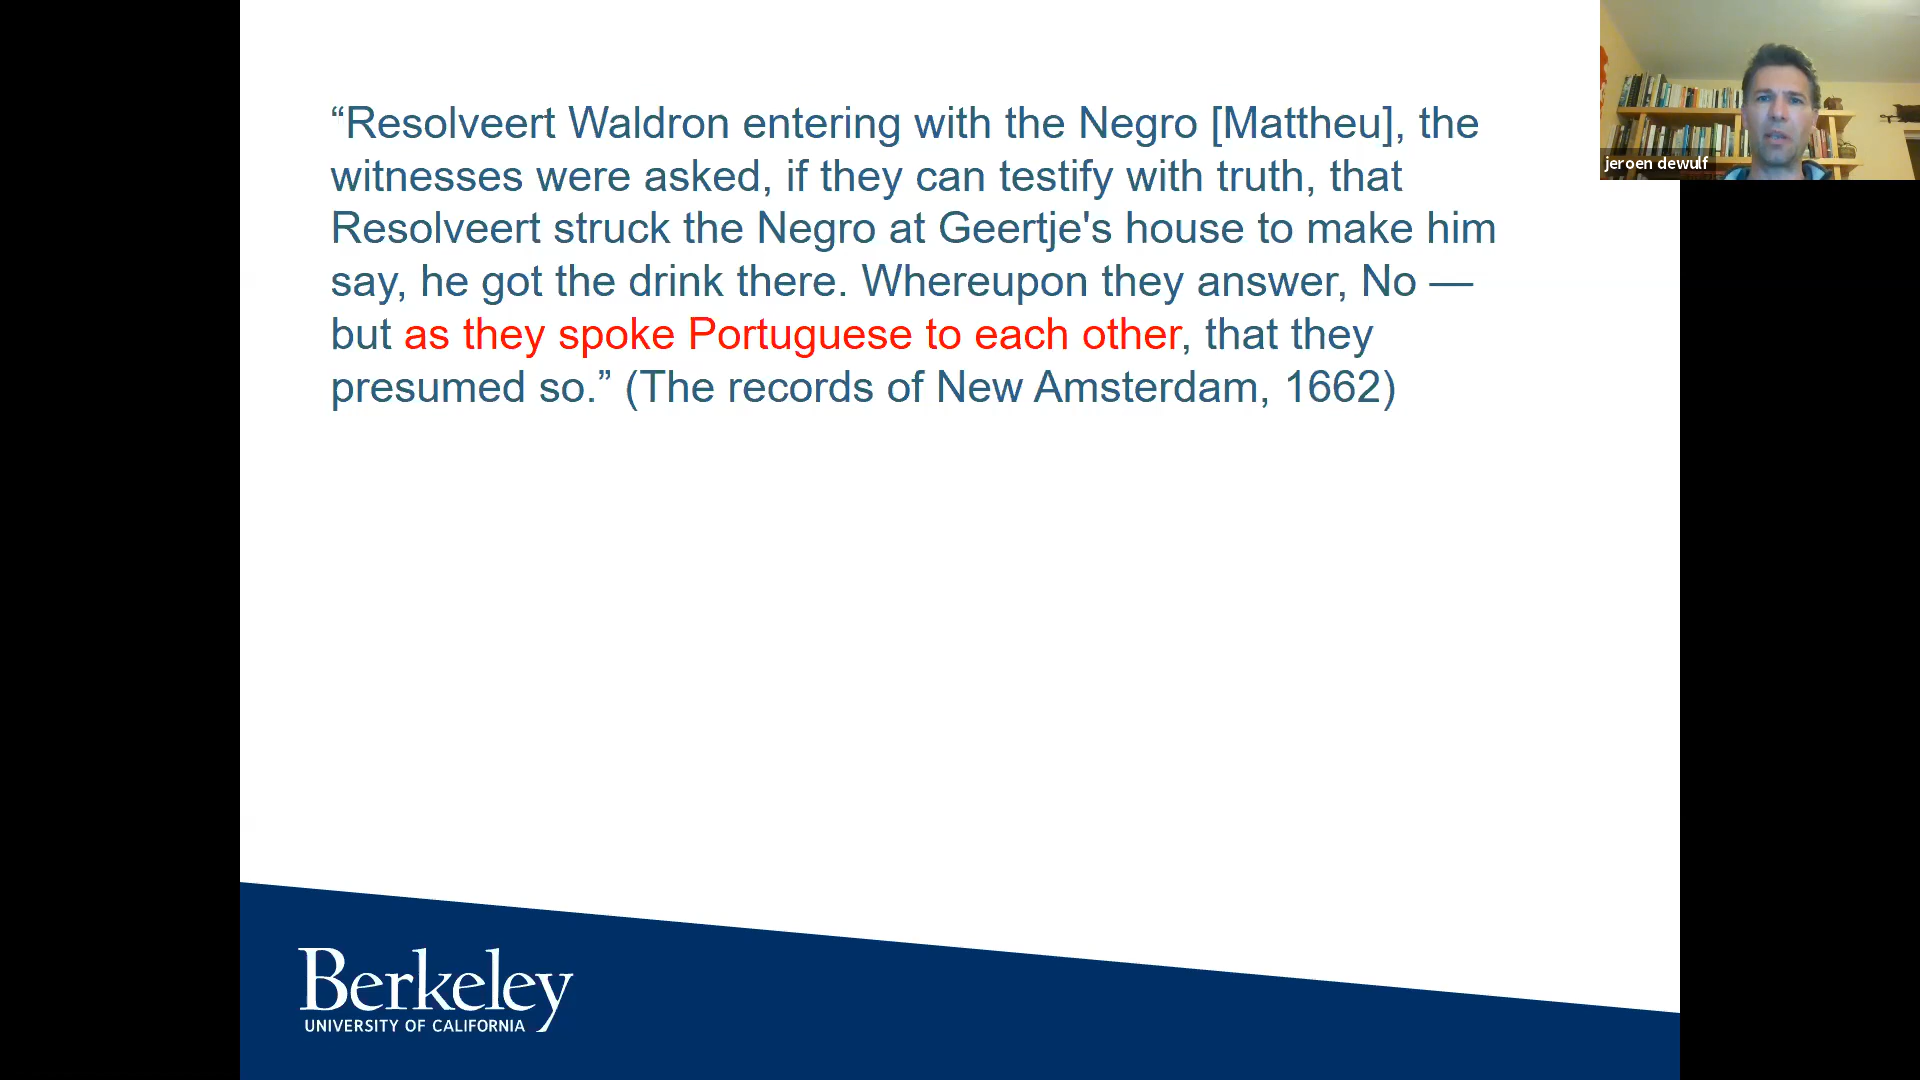 “Resolveert Waldron entering with the Negro [Mattheu], the
witnesses were asked, if they can testify with truth, that
Resolveert struck the Negro at Geertje's house to make him
say, he got the drink there. Whereupon they answer, No —
but as they spoke Portuguese to each other, that they
presumed so.” (The records of New Amsterdam, 1662)
jeroen dewulf
Berkeley
UNIVERSITY OF CALIFORNIA